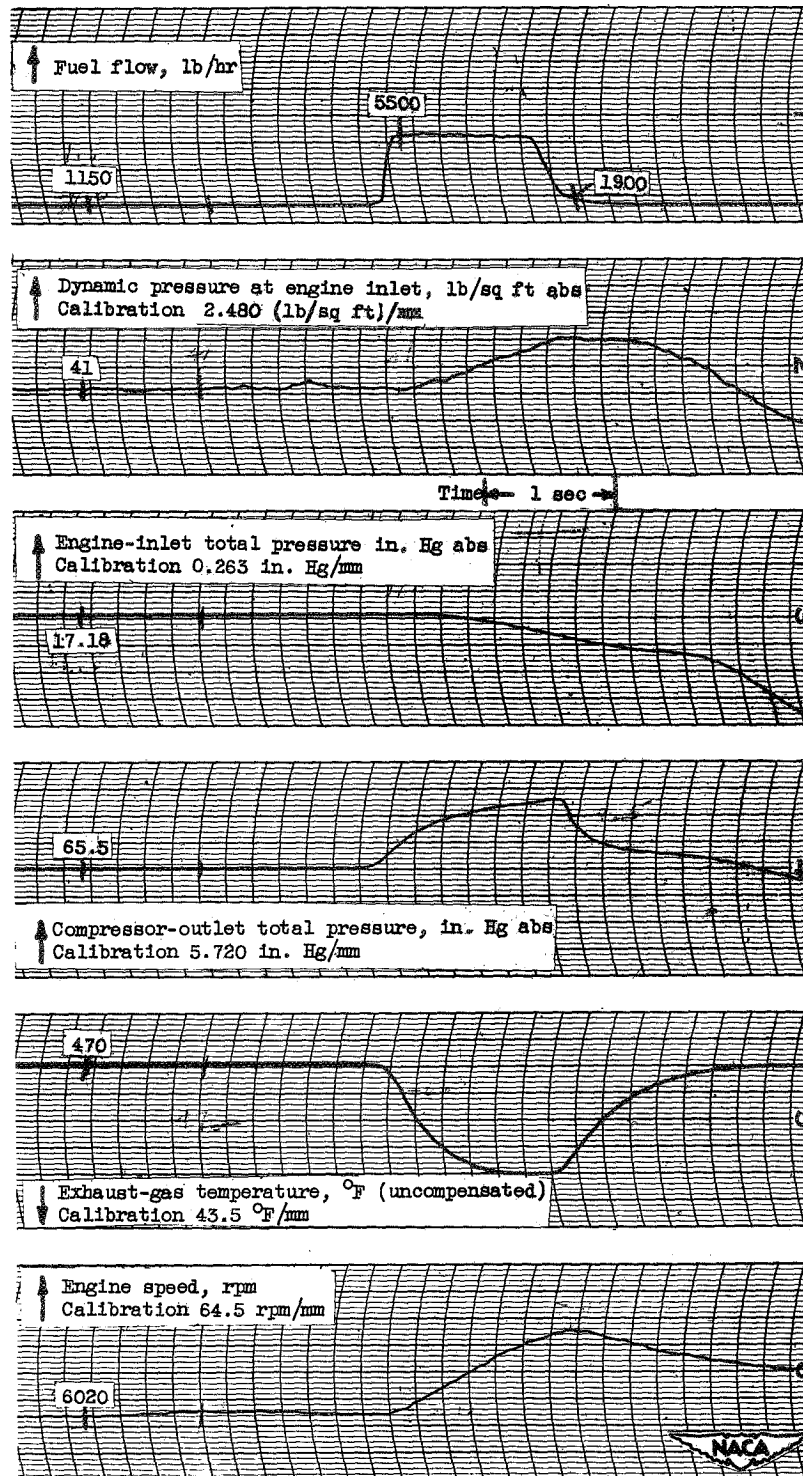 Fuel flow, lb/hr
5500
1150
1900
Dynamic pressure at engine inlet, lb/sq ft abs
Calibration 2.480 (lb/sq ft)/mm
41
Time 1 sec
Engine-inlet total pressure in. Hg abs
Calibration 0.263 in. Hg/mm
17.18
65.5
Compressor-outlet total pressure, in. Hg abs
Calibration 5.720 in. Hg/mm
470
Exhaust-gas temperature, °F (uncompensated)
Calibration 43.5 °F/mm
Engine speed, rpm
Calibration 64.5 rpm/mm
6020
NACA